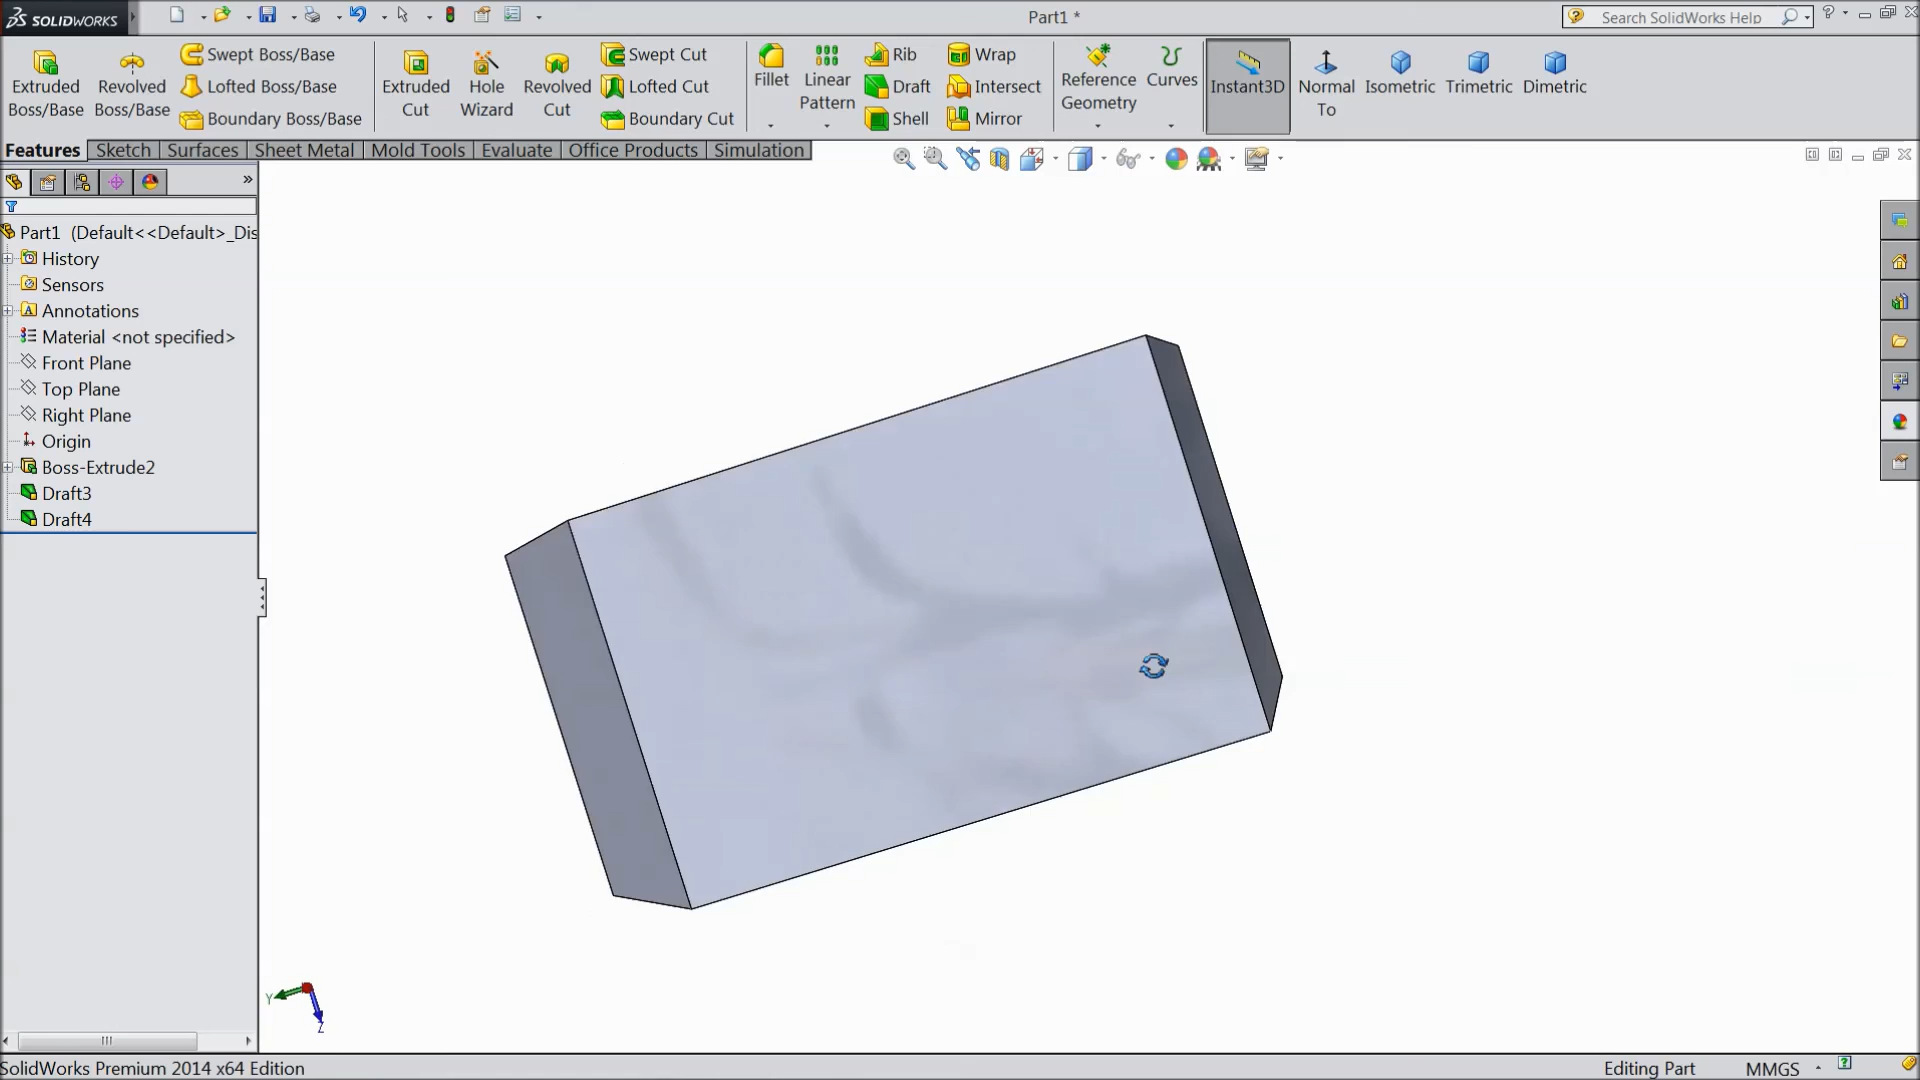 SOLIDWORKS
Part1 *
Search SolidWorks Help
Extruded Boss/Base
Revolved Boss/Base
Swept Boss/Base
Lofted Boss/Base
Boundary Boss/Base
Extruded Cut
Hole Wizard
Revolved Cut
Swept Cut
Lofted Cut
Boundary Cut
Fillet
Linear Pattern
Rib
Draft
Shell
Wrap
Intersect
Mirror
Reference Geometry
Curves
Instant3D
Normal To
Isometric
Trimetric
Dimetric
Features
Sketch
Surfaces
Sheet Metal
Mold Tools
Evaluate
Office Products
Simulation
Part1 (Default<<Default>_Dis
History
Sensors
Annotations
Material <not specified>
Front Plane
Top Plane
Right Plane
Origin
Boss-Extrude2
Draft3
Draft4
Y
Z
SolidWorks Premium 2014 x64 Edition
Editing Part
MMGS